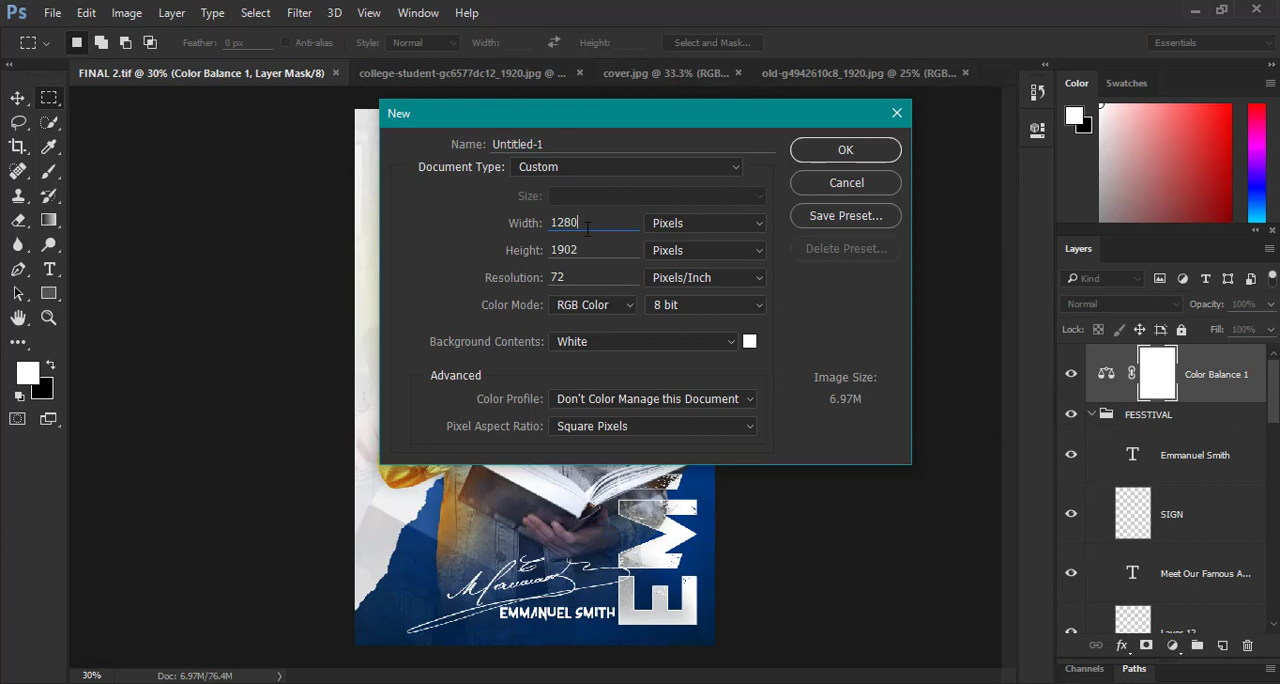 Ps File Edit Image Layer Type Select Filter 3D View Window Help
Feather: 0 px Anti-alias Style: Normal Width: Height: Select and Mask... Essentials
FINAL 2.tif @ 30% (Color Balance 1, Layer Mask/8) × college-student-gc6577dc12_1920.jpg @ ... × cover.jpg @ 33.3% (RGB... × old-g4942610c8_1920.jpg @ 25% (RGB... ×
New
Name: Untitled-1
Document Type: Custom
Size:
Width: 1280 Pixels
Height: 1902 Pixels
Resolution: 72 Pixels/Inch
Color Mode: RGB Color 8 bit
Background Contents: White
Advanced
Color Profile: Don't Color Manage this Document
Pixel Aspect Ratio: Square Pixels
OK
Cancel
Save Preset...
Delete Preset...
Image Size:
6.97M
Color Swatches
Layers
Kind
Normal Opacity: 100%
Lock: Fill: 100%
Color Balance 1
FESSTIVAL
T Emmanuel Smith
SIGN
T Meet Our Famous A...
Layer 12
fx
Channels Paths
EMMANUEL SMITH
EM
30% Doc: 6.97M/76.4M